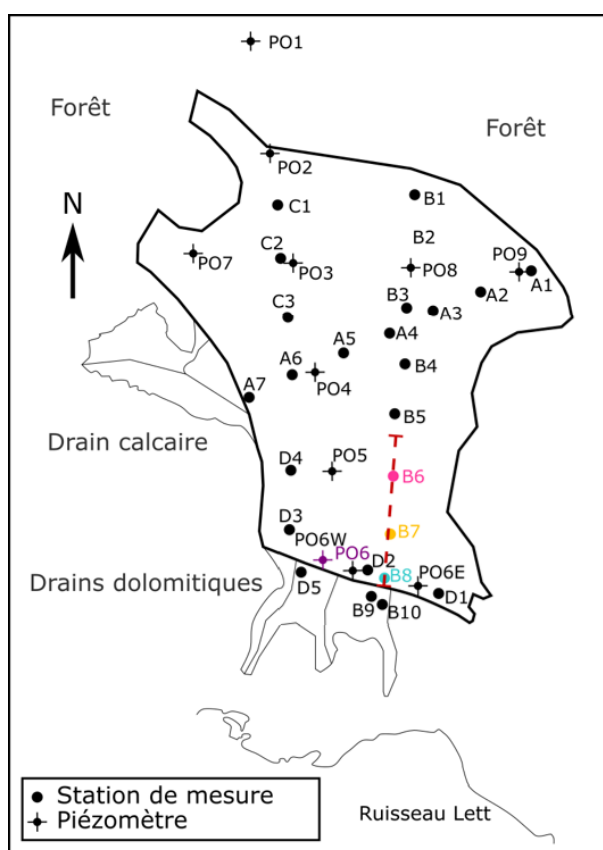 PO1
Forêt
Forêt
PO2
N
C1
B1
B2
PO9
C2
PO7
PO3
PO8
A1
A2
C3
B3
A3
A4
A5
B4
A6
PO4
A7
B5
Drain calcaire
D4
PO5
B6
D3
B7
PO6W
PO6
D2
PO6E
Drains dolomitiques
B8
D5
D1
B9
B10
Station de mesure
Piézomètre
Ruisseau Lett